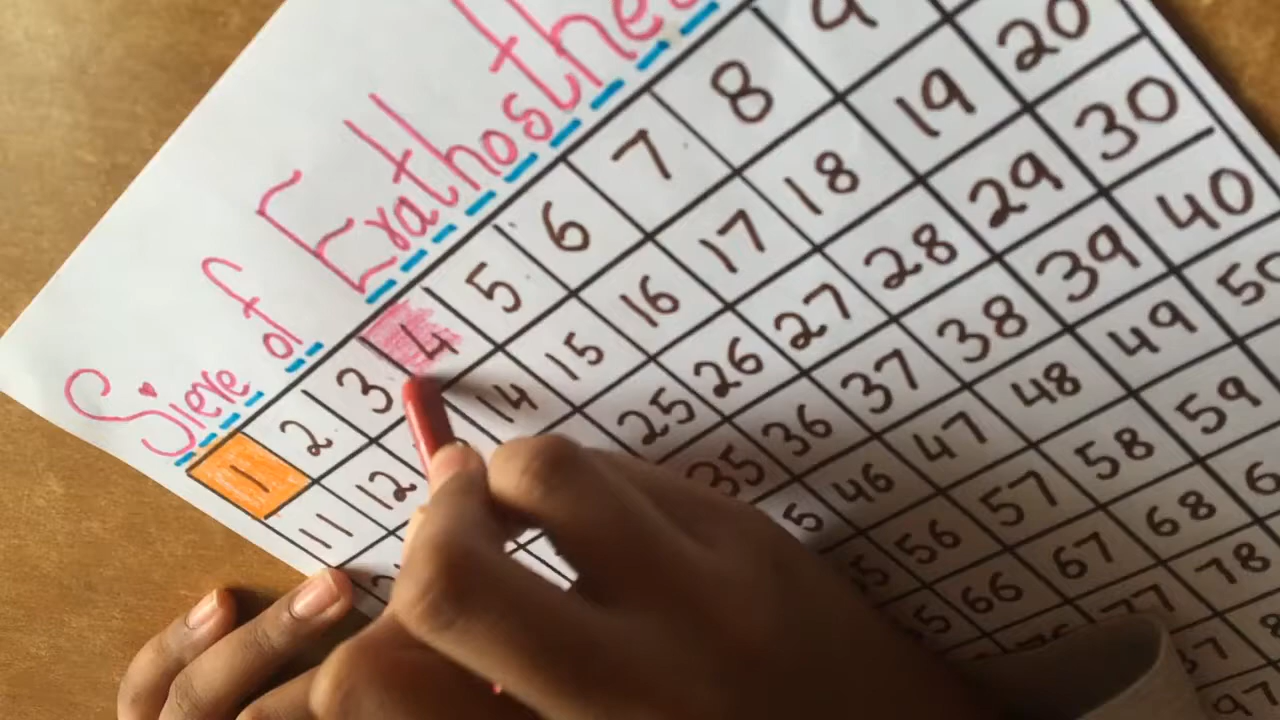 Sieve of Erathosthe
1 2 3 4 5 6 7 8 9
11 12 14 15 16 17 18 19 20
25 26 27 28 29 30
35 36 37 38 39 40
46 47 48 49 50
56 57 58 59
66 67 68
77 78
97